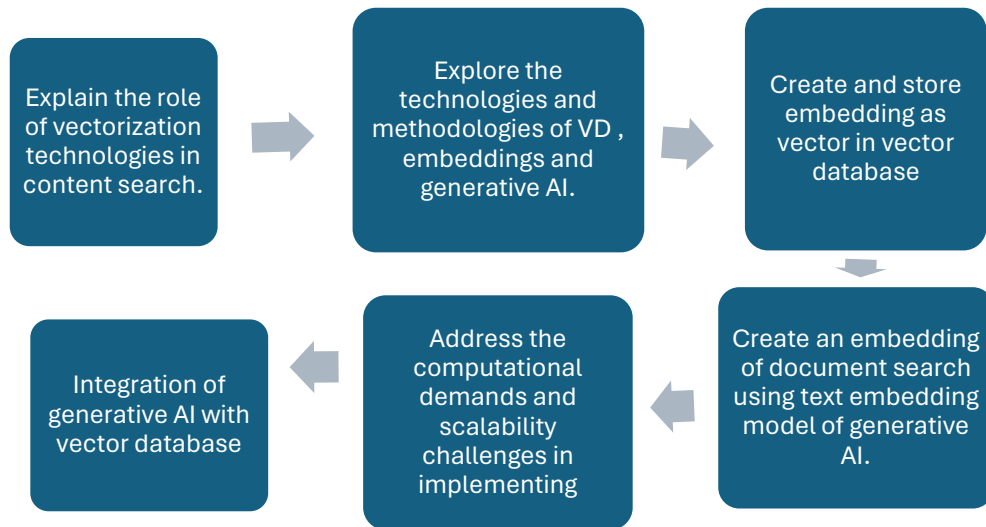 Explain the role
of vectorization
technologies in
content search.
Explore the
technologies and
methodologies of VD ,
embeddings and
generative AI.
Create and store
embedding as
vector in vector
database
Create an embedding
of document search
using text embedding
model of generative
AI.
Address the
computational
demands and
scalability
challenges in
implementing
Integration of
generative AI with
vector database